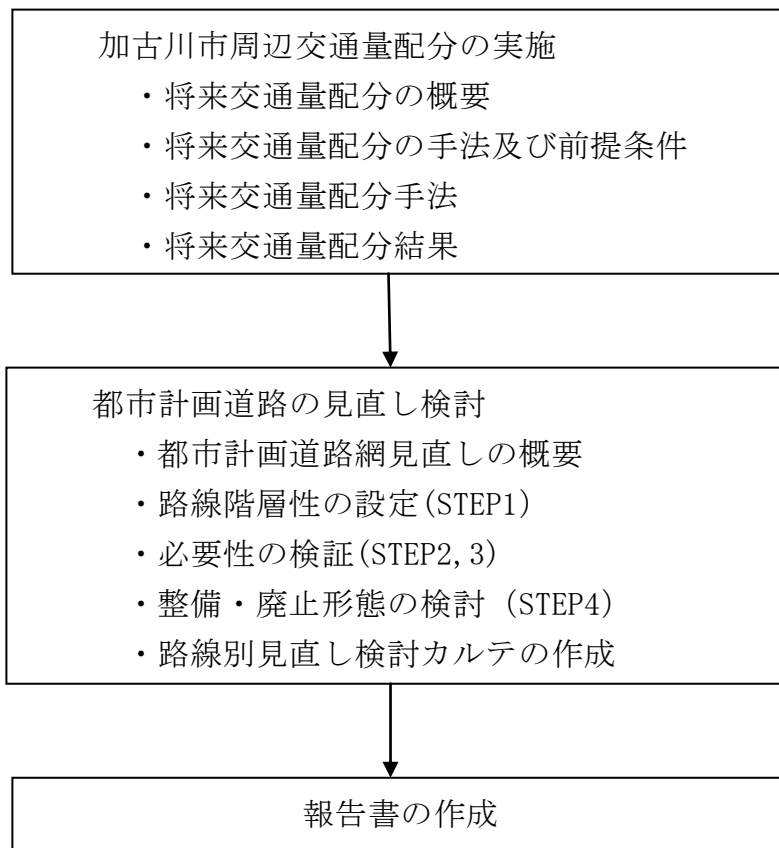 加古川市周辺交通量配分の実施
・将来交通量配分の概要
・将来交通量配分の手法及び前提条件
・将来交通量配分手法
・将来交通量配分結果
都市計画道路の見直し検討
・都市計画道路網見直しの概要
・路線階層性の設定(STEP1)
・必要性の検証(STEP2,3)
・整備・廃止形態の検討 (STEP4)
・路線別見直し検討カルテの作成
報告書の作成